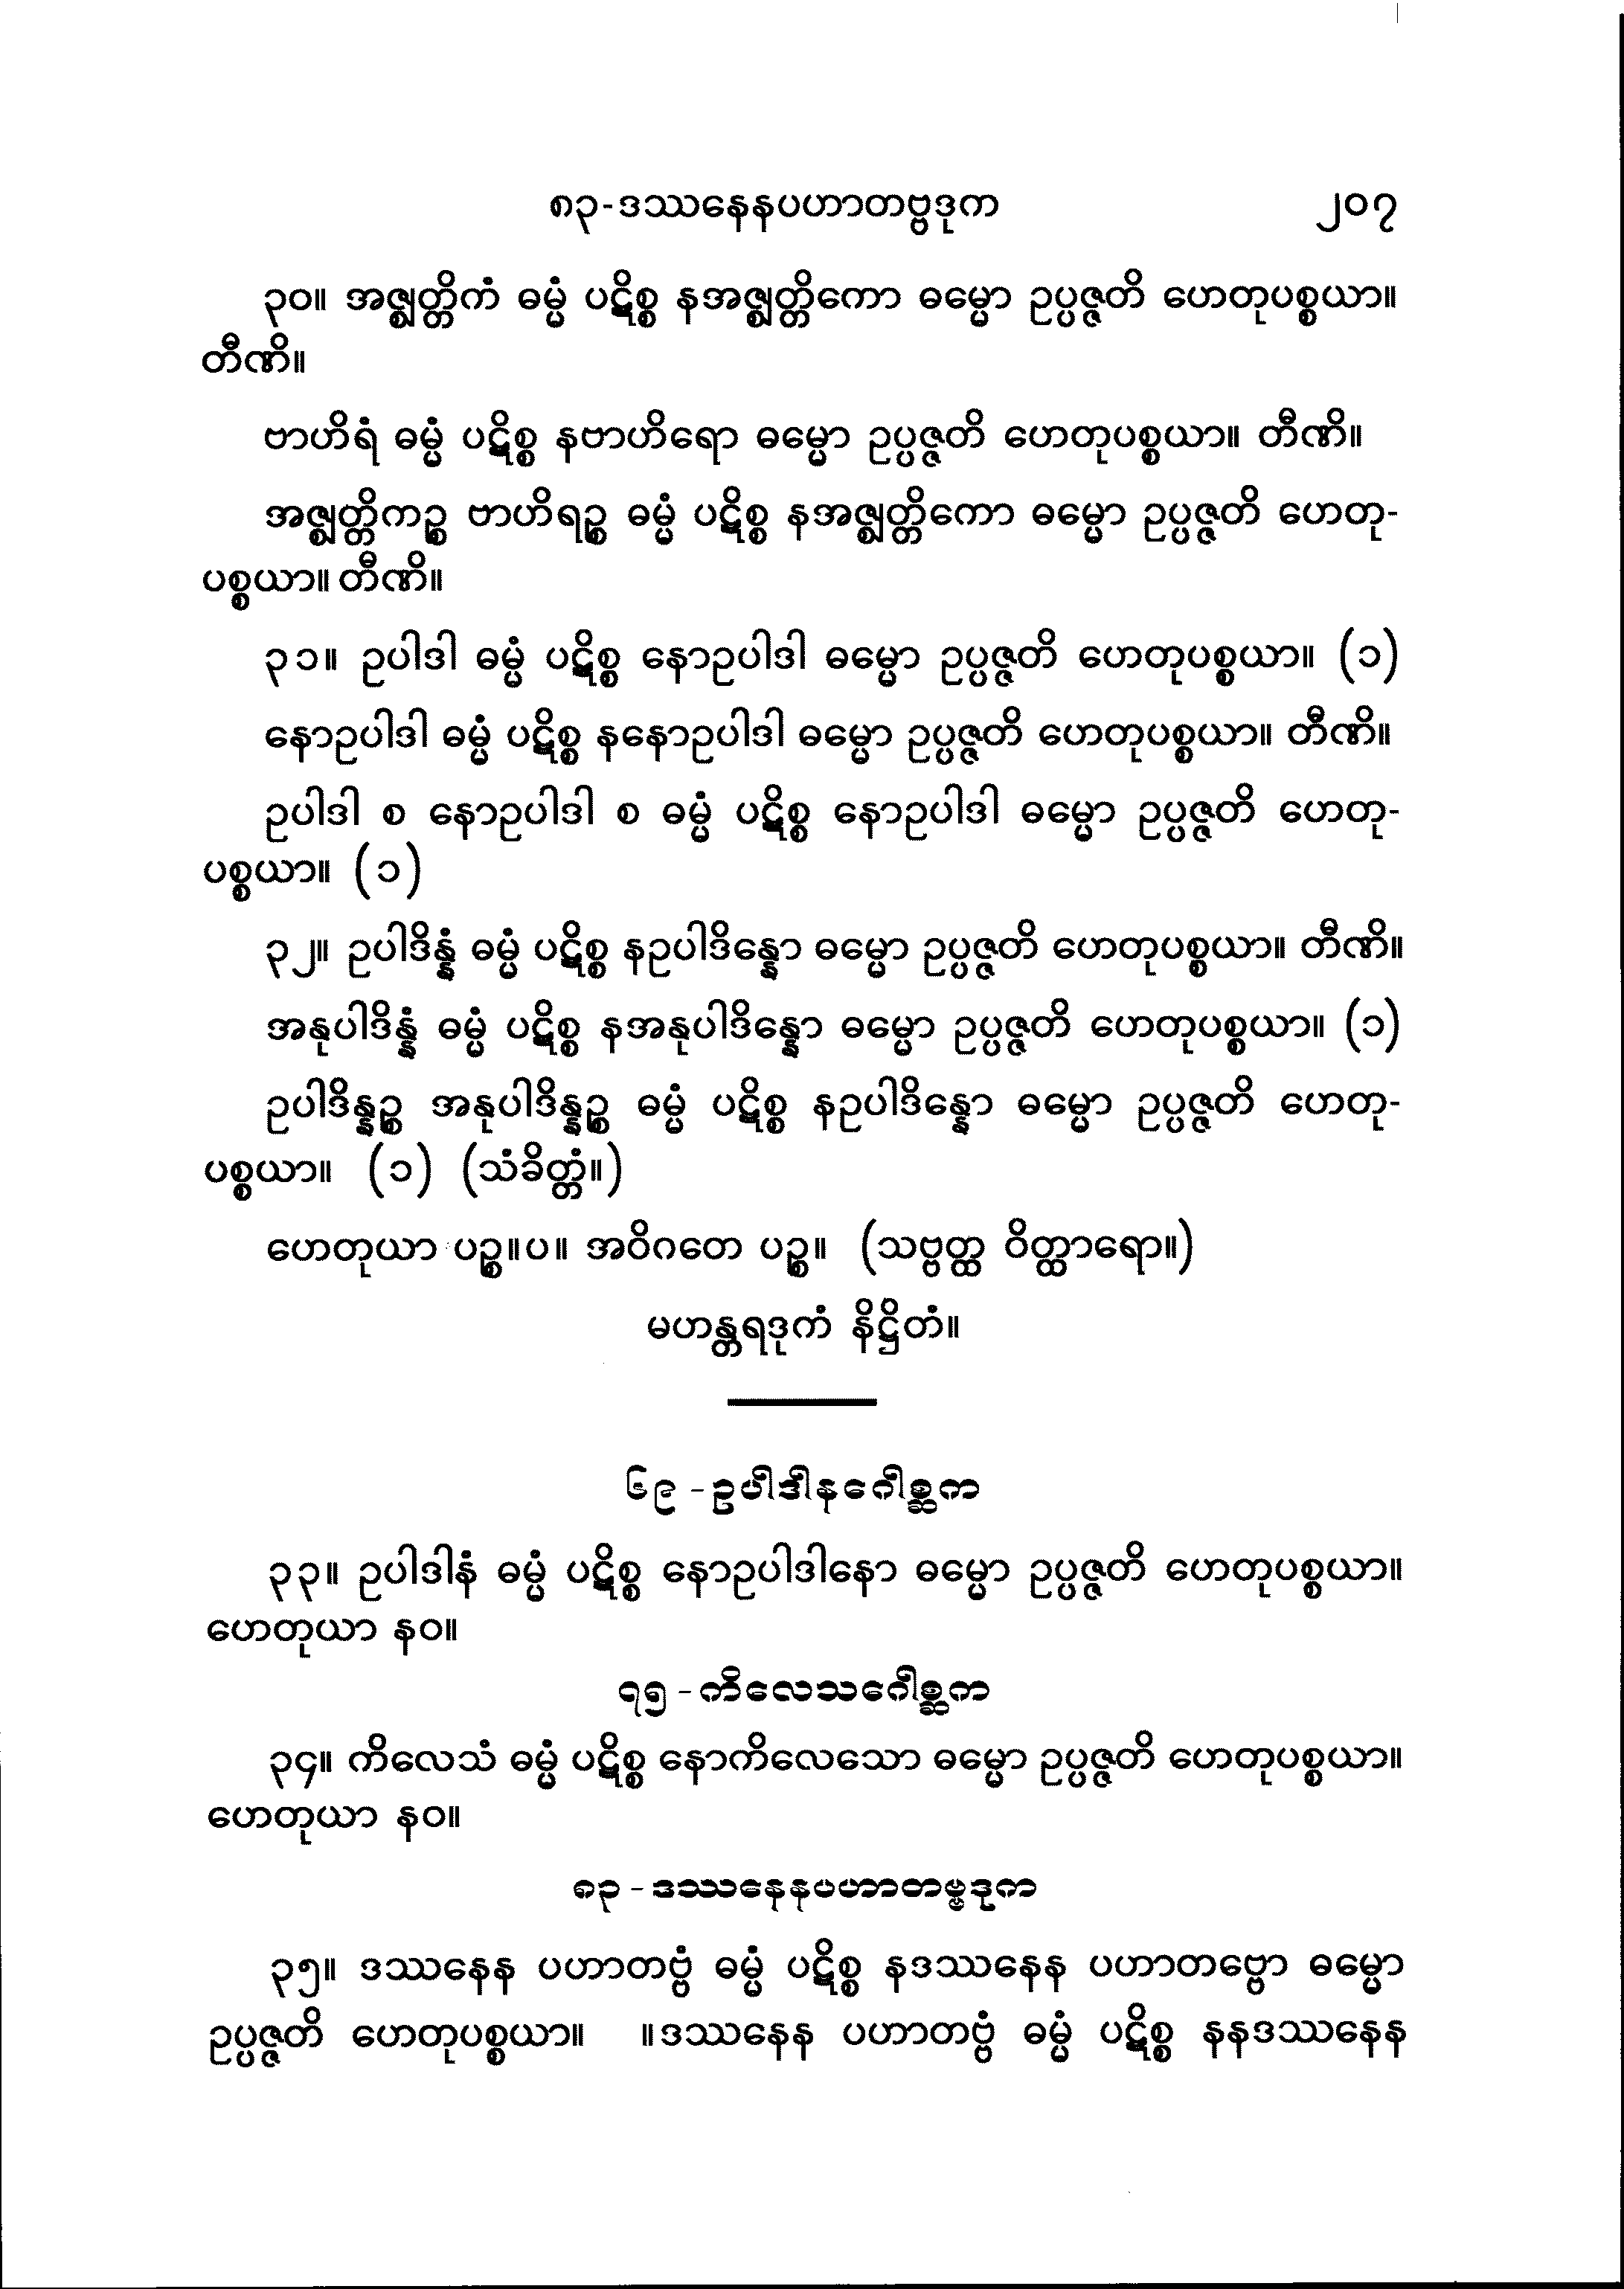 ၈၃-ဒဿနေနပဟာတဗ္ဗဒုက ၂၀၇
၃၀။ အဇ္ဈတ္တိကံ ဓမ္မံ ပဋိစ္စ နအဇ္ဈတ္တိကော ဓမ္မော ဥပ္ပဇ္ဇတိ ဟေတုပစ္စယာ။
တီဏိ။
ဗာဟိရံ ဓမ္မံ ပဋိစ္စ နဗာဟိရော ဓမ္မော ဥပ္ပဇ္ဇတိ ဟေတုပစ္စယာ။ တီဏိ။
အဇ္ဈတ္တိကဉ္စ ဗာဟိရဉ္စ ဓမ္မံ ပဋိစ္စ နအဇ္ဈတ္တိကော ဓမ္မော ဥပ္ပဇ္ဇတိ ဟေတု-
ပစ္စယာ။ တီဏိ။
၃၁။ ဥပါဒါ ဓမ္မံ ပဋိစ္စ နောဥပါဒါ ဓမ္မော ဥပ္ပဇ္ဇတိ ဟေတုပစ္စယာ။ (၁)
နောဥပါဒါ ဓမ္မံ ပဋိစ္စ နနောဥပါဒါ ဓမ္မော ဥပ္ပဇ္ဇတိ ဟေတုပစ္စယာ။ တီဏိ။
ဥပါဒါ စ နောဥပါဒါ စ ဓမ္မံ ပဋိစ္စ နောဥပါဒါ ဓမ္မော ဥပ္ပဇ္ဇတိ ဟေတု-
ပစ္စယာ။ (၁)
၃၂။ ဥပါဒိန္နံ ဓမ္မံ ပဋိစ္စ နဥပါဒိန္နော ဓမ္မော ဥပ္ပဇ္ဇတိ ဟေတုပစ္စယာ။ တီဏိ။
အနုပါဒိန္နံ ဓမ္မံ ပဋိစ္စ နအနုပါဒိန္နော ဓမ္မော ဥပ္ပဇ္ဇတိ ဟေတုပစ္စယာ။ (၁)
ဥပါဒိန္နဉ္စ အနုပါဒိန္နဉ္စ ဓမ္မံ ပဋိစ္စ နဥပါဒိန္နော ဓမ္မော ဥပ္ပဇ္ဇတိ ဟေတု-
ပစ္စယာ။ (၁) (သံခိတ္တံ။)
ဟေတုယာ ပဉ္စ။ပ။ အဝိဂတေ ပဉ္စ။ (သဗ္ဗတ္ထ ဝိတ္ထာရော။)
မဟန္တရဒုကံ နိဋ္ဌိတံ။
၆၉-ဥပါဒါနဂေါစ္ဆက
၃၃။ ဥပါဒါနံ ဓမ္မံ ပဋိစ္စ နောဥပါဒါနော ဓမ္မော ဥပ္ပဇ္ဇတိ ဟေတုပစ္စယာ။
ဟေတုယာ နဝ။
၇၅-ကိလေသဂေါစ္ဆက
၃၄။ ကိလေသံ ဓမ္မံ ပဋိစ္စ နောကိလေသော ဓမ္မော ဥပ္ပဇ္ဇတိ ဟေတုပစ္စယာ။
ဟေတုယာ နဝ။
၈၃-ဒဿနေနပဟာတဗ္ဗဒုက
၃၅။ ဒဿနေန ပဟာတဗ္ဗံ ဓမ္မံ ပဋိစ္စ နဒဿနေန ပဟာတဗ္ဗော ဓမ္မော
ဥပ္ပဇ္ဇတိ ဟေတုပစ္စယာ။ ။ဒဿနေန ပဟာတဗ္ဗံ ဓမ္မံ ပဋိစ္စ နနဒဿနေန